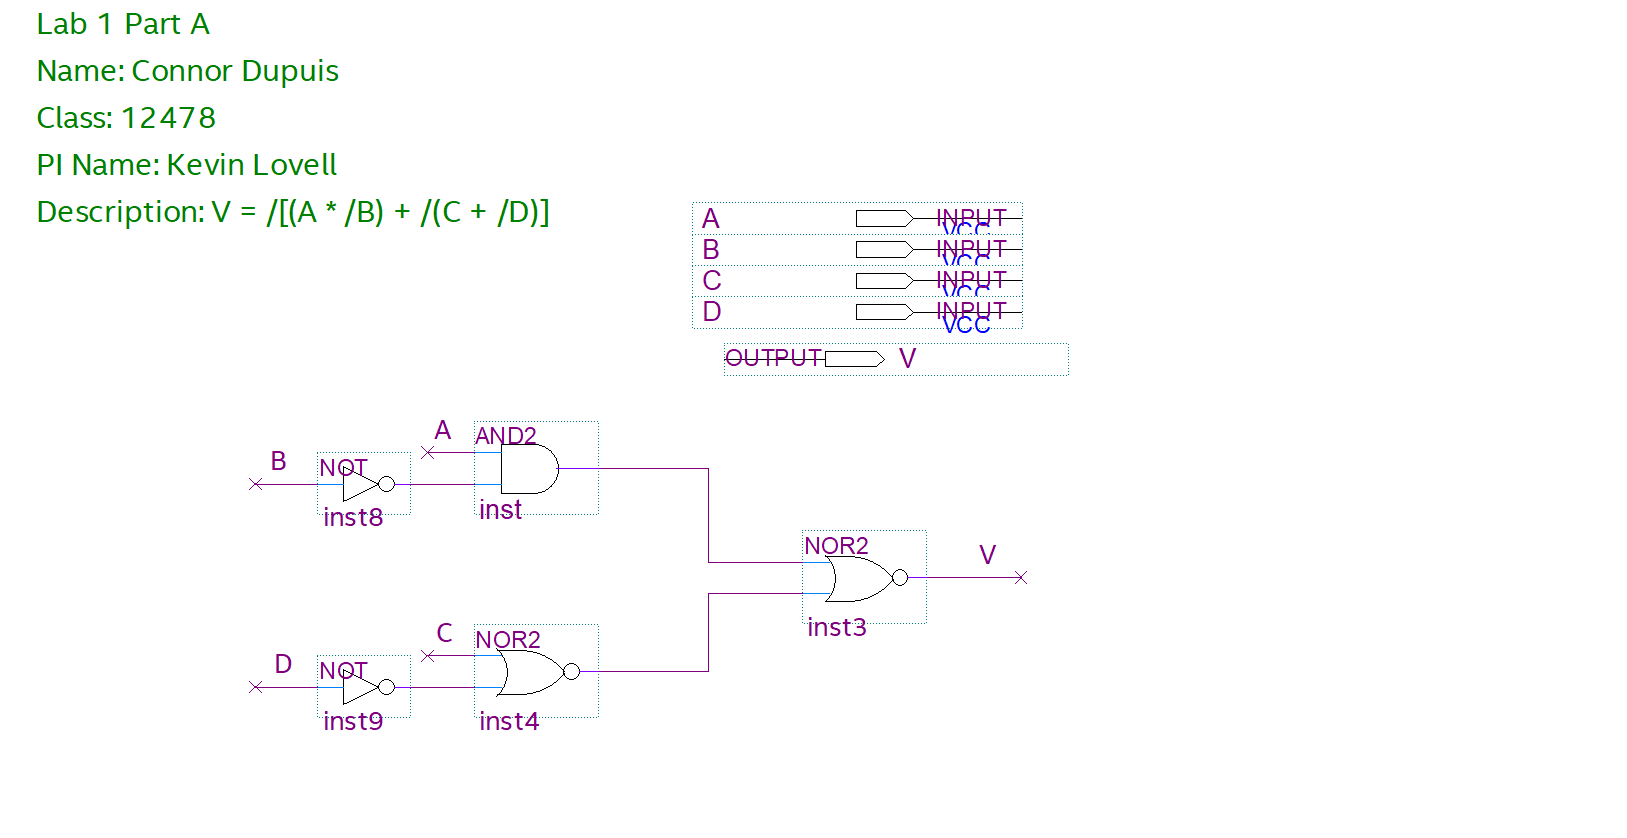 Lab 1 Part A
Name: Connor Dupuis
Class: 12478
PI Name: Kevin Lovell
Description: V = /[(A * /B) + /(C + /D)]
A INPUT
VCC
B INPUT
VCC
C INPUT
VCC
D INPUT
VCC
OUTPUT V
A AND2
B NOT
inst
inst8
NOR2 V
inst3
C NOR2
D NOT
inst9 inst4